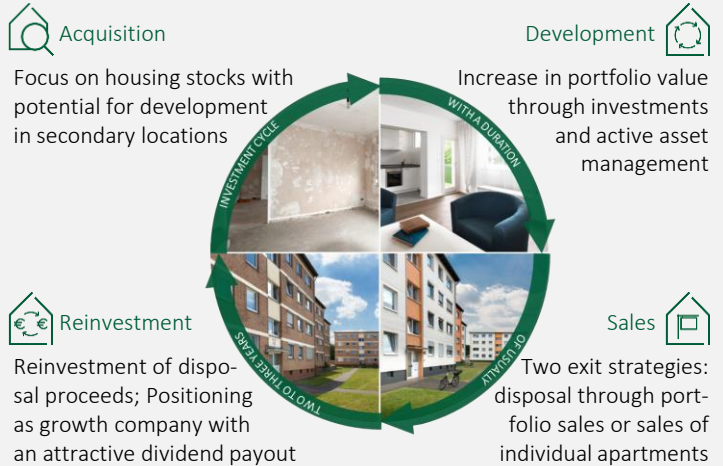 Acquisition
Focus on housing stocks with
potential for development
in secondary locations
Development
Increase in portfolio value
through investments
and active asset
management
INVESTMENT CYCLE
WITH A DURATION
OF USUALLY
TWO TO THREE YEARS
Reinvestment
Reinvestment of dispo-
sal proceeds; Positioning
as growth company with
an attractive dividend payout
Sales
Two exit strategies:
disposal through port-
folio sales or sales of
individual apartments
€ €